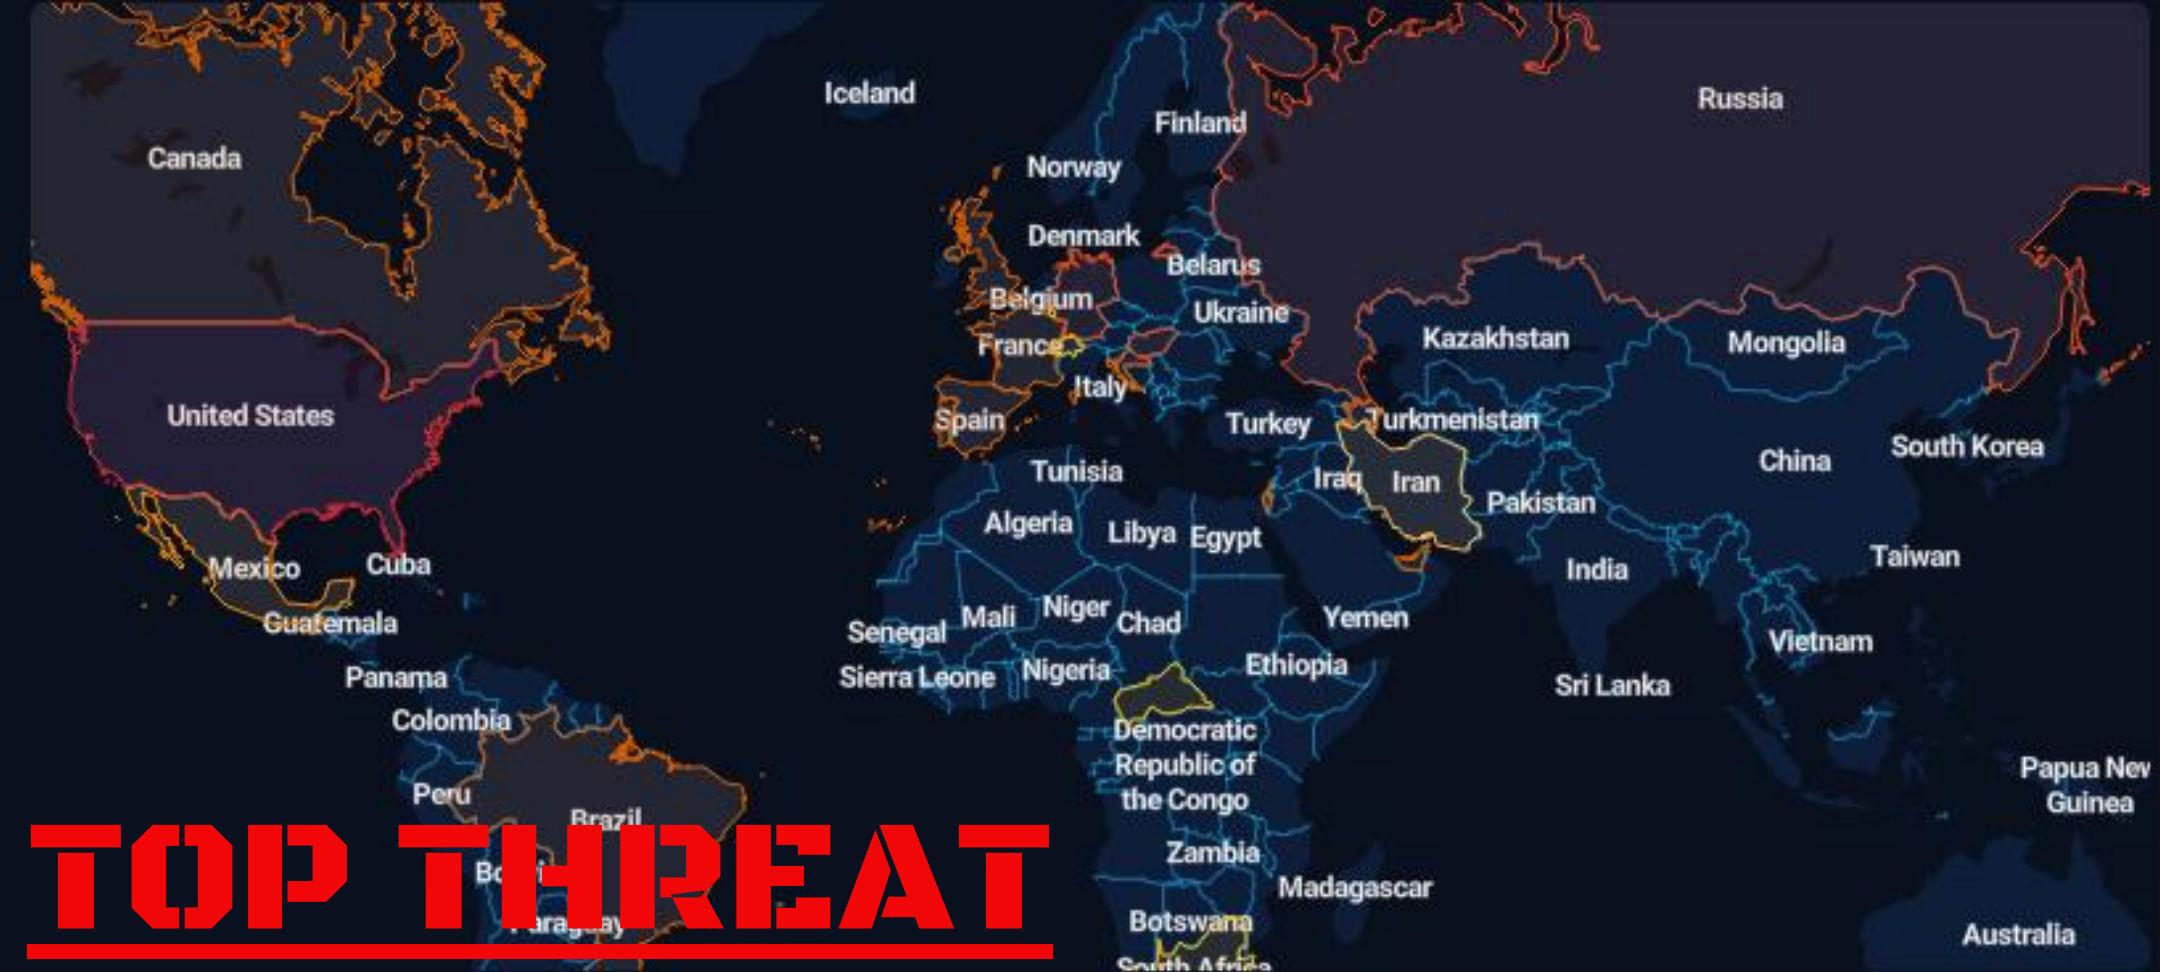 Iceland
Russia
Finland
Canada
Norway
Denmark
Belarus
Belgium
Ukraine
France
Kazakhstan
Mongolia
Italy
United States
Spain
Turkey
Turkmenistan
South Korea
China
Tunisia
Iraq
Iran
Pakistan
Algeria
Libya
Egypt
Taiwan
Mexico
Cuba
India
Niger
Mali
Yemen
Guatemala
Chad
Senegal
Vietnam
Ethiopia
Nigeria
Panama
Sierra Leone
Sri Lanka
Colombia
Democratic
Republic of
the Congo
Papua New
Guinea
Peru
Brazil
Zambia
TOP THREAT
Madagascar
Paraguay
Botswana
Australia
South Africa